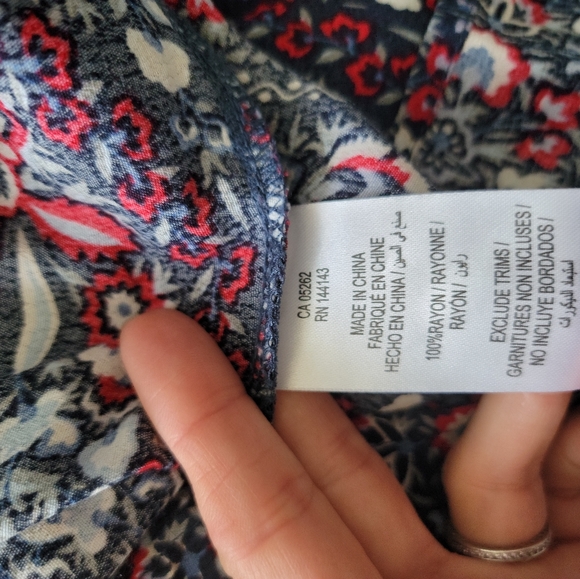 CA 05262
RN 144143
MADE IN CHINA
FABRIQUÉ EN CHINE
HECHO EN CHINA / صنع في الصين
100%RAYON / RAYONNE /
RAYON / رايون
EXCLUDE TRIMS /
GARNITURES NON INCLUSES /
NO INCLUYE BORDADOS /